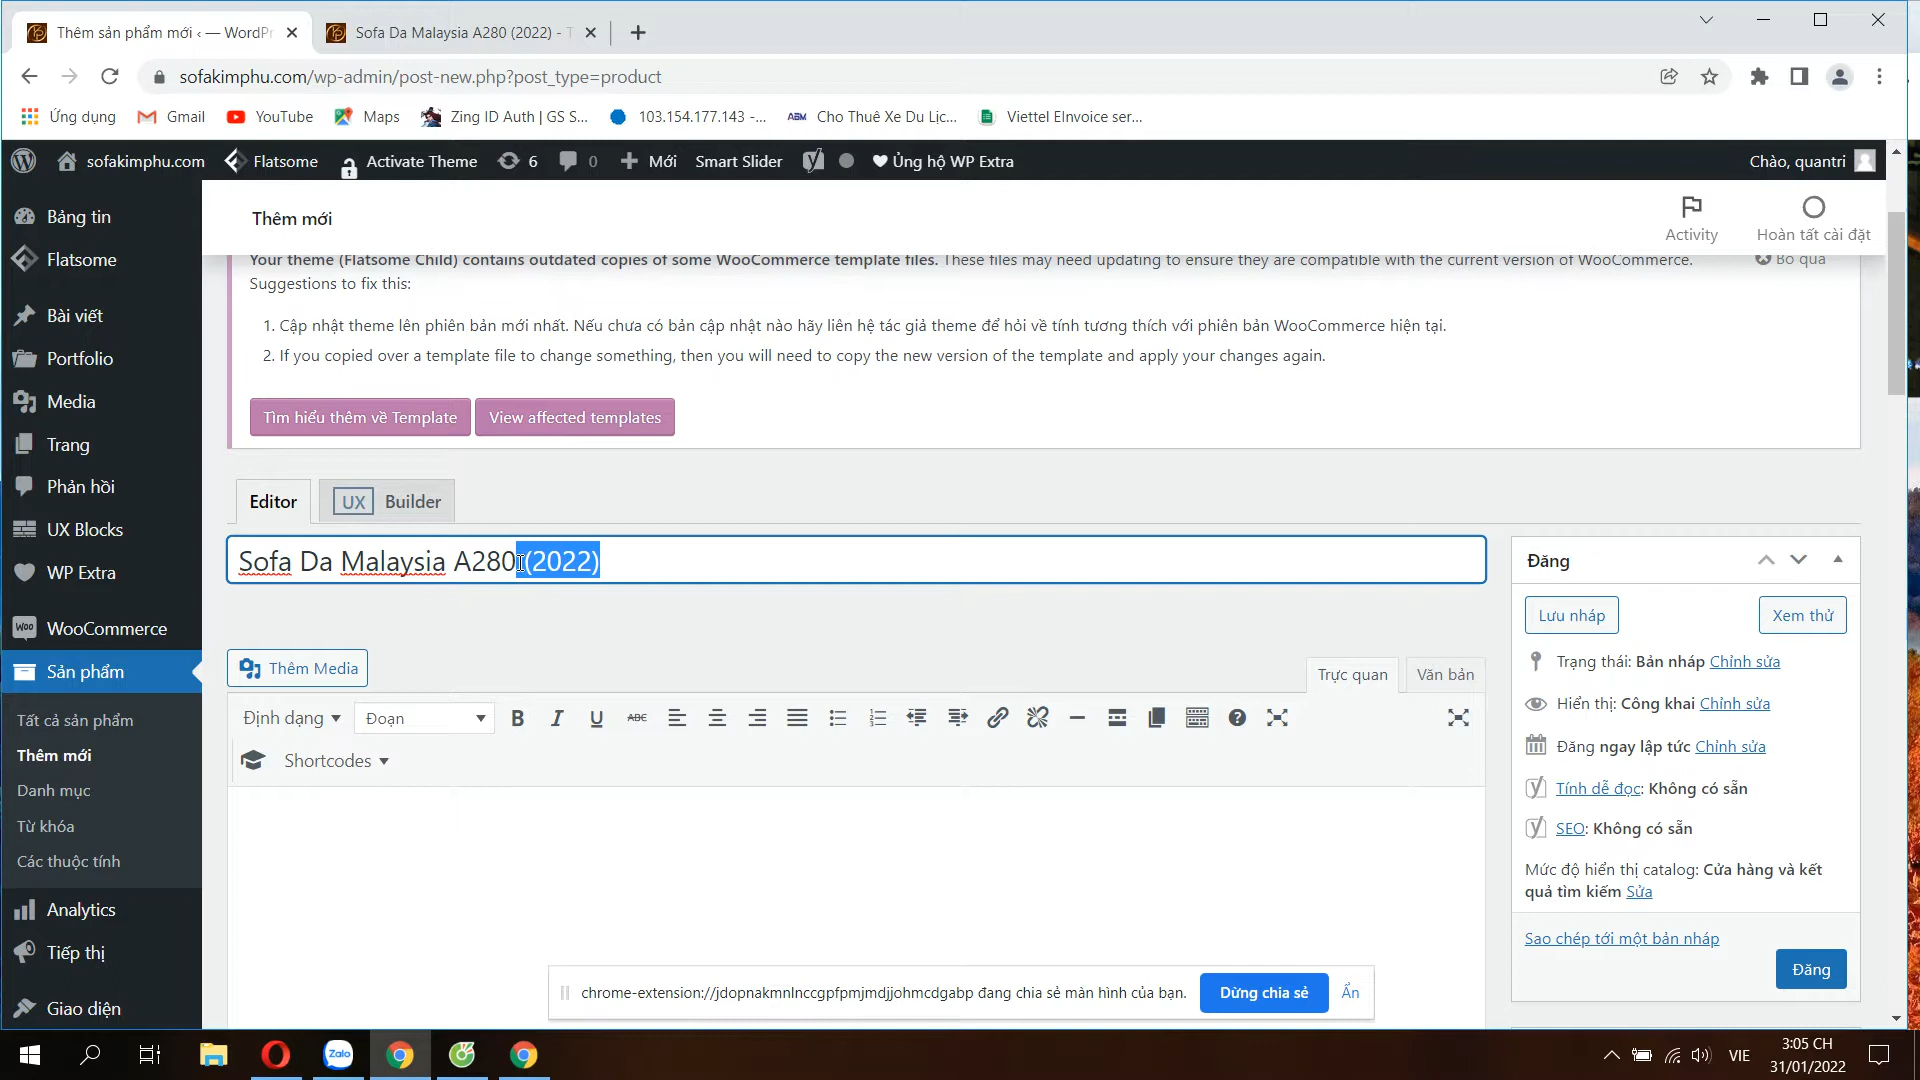 Thêm sản phẩm mới ‹ — WordPr
Sofa Da Malaysia A280 (2022) - T
sofakimphu.com/wp-admin/post-new.php?post_type=product
Ứng dụng
Gmail
YouTube
Maps
Zing ID Auth | GS S...
103.154.177.143 -...
ABM Cho Thuê Xe Du Lịc...
Viettel EInvoice ser...
sofakimphu.com
Flatsome
Activate Theme
6
0
Mới
Smart Slider
Ủng hộ WP Extra
Chào, quantri
Thêm mới
Activity
Hoàn tất cài đặt
Your theme (Flatsome Child) contains outdated copies of some WooCommerce template files. These files may need updating to ensure they are compatible with the current version of WooCommerce.
Bỏ qua
Suggestions to fix this:
1. Cập nhật theme lên phiên bản mới nhất. Nếu chưa có bản cập nhật nào hãy liên hệ tác giả theme để hỏi về tính tương thích với phiên bản WooCommerce hiện tại.
2. If you copied over a template file to change something, then you will need to copy the new version of the template and apply your changes again.
Tìm hiểu thêm về Template
View affected templates
Bảng tin
Flatsome
Bài viết
Portfolio
Media
Trang
Phản hồi
UX Blocks
WP Extra
WooCommerce
Sản phẩm
Tất cả sản phẩm
Thêm mới
Danh mục
Từ khóa
Các thuộc tính
Analytics
Tiếp thị
Giao diện
Editor
UX Builder
Sofa Da Malaysia A280 (2022)
Thêm Media
Trực quan
Văn bản
Định dạng
Đoạn
B I U ABC
Shortcodes
Đăng
Lưu nháp
Xem thử
Trạng thái: Bản nháp Chỉnh sửa
Hiển thị: Công khai Chỉnh sửa
Đăng ngay lập tức Chỉnh sửa
Tính dễ đọc: Không có sẵn
SEO: Không có sẵn
Mức độ hiển thị catalog: Cửa hàng và kết
quả tìm kiếm Sửa
Sao chép tới một bản nháp
Đăng
chrome-extension://jdopnakmnlnccgpfpmjmdjjohmcdgabp đang chia sẻ màn hình của bạn.
Dừng chia sẻ
Ẩn
Zalo
VIE
3:05 CH
31/01/2022